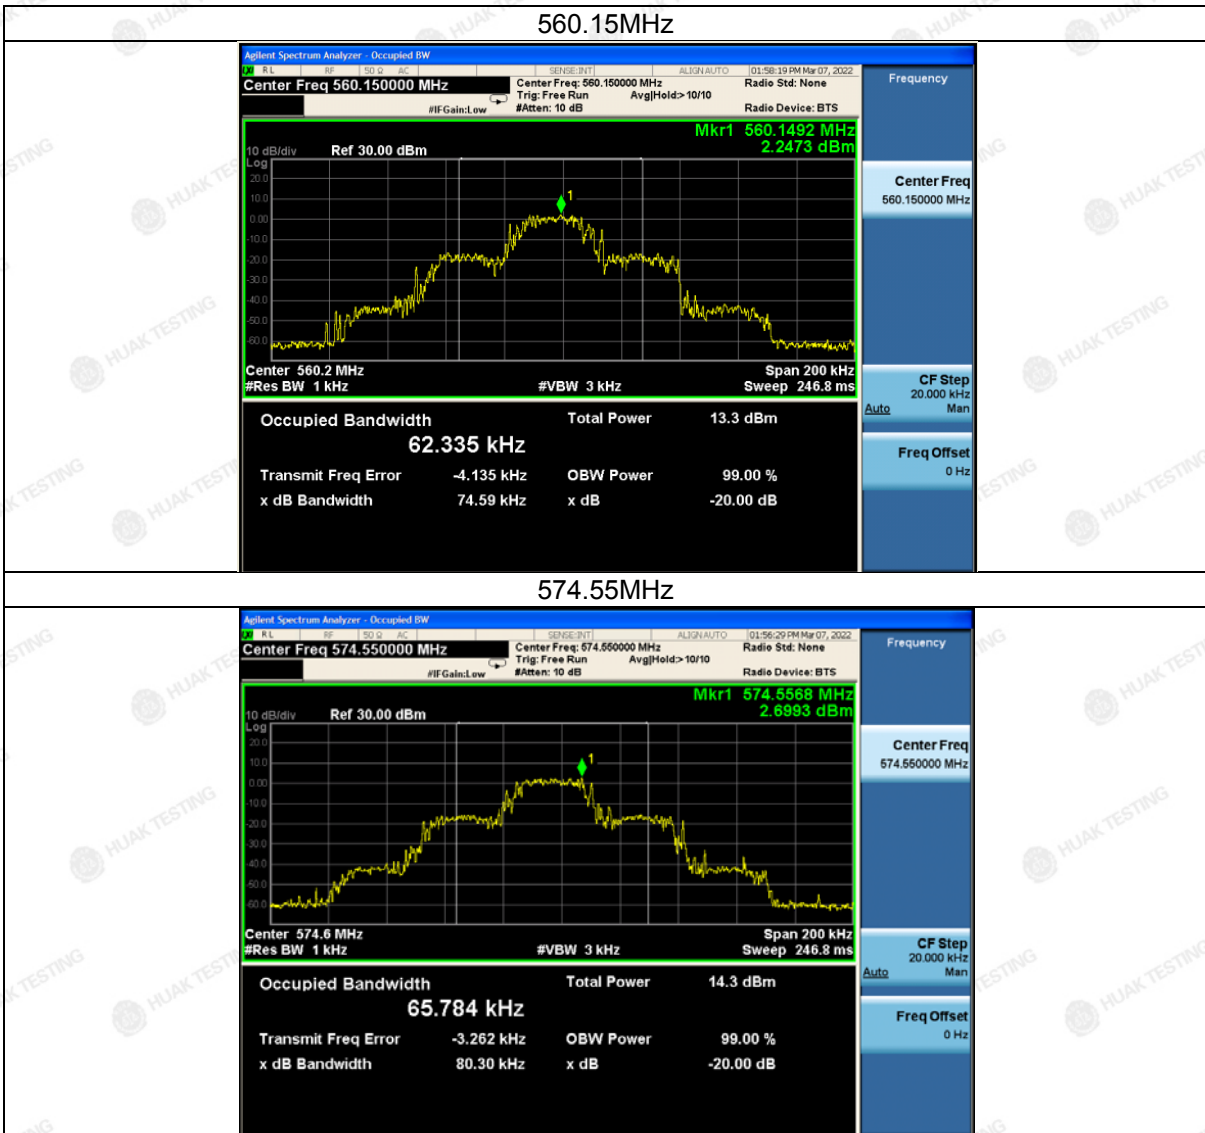 560.15MHz
Agilent Spectrum Analyzer - Occupied BW
RL RF 50 Ω AC SENSE:INT ALIGN AUTO 01:58:19 PM Mar 07, 2022
Center Freq 560.150000 MHz
Center Freq: 560.150000 MHz
Radio Std: None
Trig: Free Run Avg|Hold:> 10/10
#IFGain:Low #Atten: 10 dB Radio Device: BTS
Frequency
Mkr1 560.1492 MHz
2.2473 dBm
10 dB/div Ref 30.00 dBm
Log
20.0
10.0
0.00
-10.0
-20.0
-30.0
-40.0
-50.0
-60.0
1
Center 560.2 MHz Span 200 kHz
#Res BW 1 kHz #VBW 3 kHz Sweep 246.8 ms
Center Freq
560.150000 MHz
CF Step
20.000 kHz
Auto Man
Freq Offset
0 Hz
Occupied Bandwidth Total Power 13.3 dBm
62.335 kHz
Transmit Freq Error -4.135 kHz OBW Power 99.00 %
x dB Bandwidth 74.59 kHz x dB -20.00 dB
574.55MHz
Agilent Spectrum Analyzer - Occupied BW
RL RF 50 Ω AC SENSE:INT ALIGN AUTO 01:56:29 PM Mar 07, 2022
Center Freq 574.550000 MHz
Center Freq: 574.550000 MHz
Radio Std: None
Trig: Free Run Avg|Hold:> 10/10
#IFGain:Low #Atten: 10 dB Radio Device: BTS
Frequency
Mkr1 574.5568 MHz
2.6993 dBm
10 dB/div Ref 30.00 dBm
Log
20.0
10.0
0.00
-10.0
-20.0
-30.0
-40.0
-50.0
-60.0
1
Center 574.6 MHz Span 200 kHz
#Res BW 1 kHz #VBW 3 kHz Sweep 246.8 ms
Center Freq
574.550000 MHz
CF Step
20.000 kHz
Auto Man
Freq Offset
0 Hz
Occupied Bandwidth Total Power 14.3 dBm
65.784 kHz
Transmit Freq Error -3.262 kHz OBW Power 99.00 %
x dB Bandwidth 80.30 kHz x dB -20.00 dB
HUAK TESTING